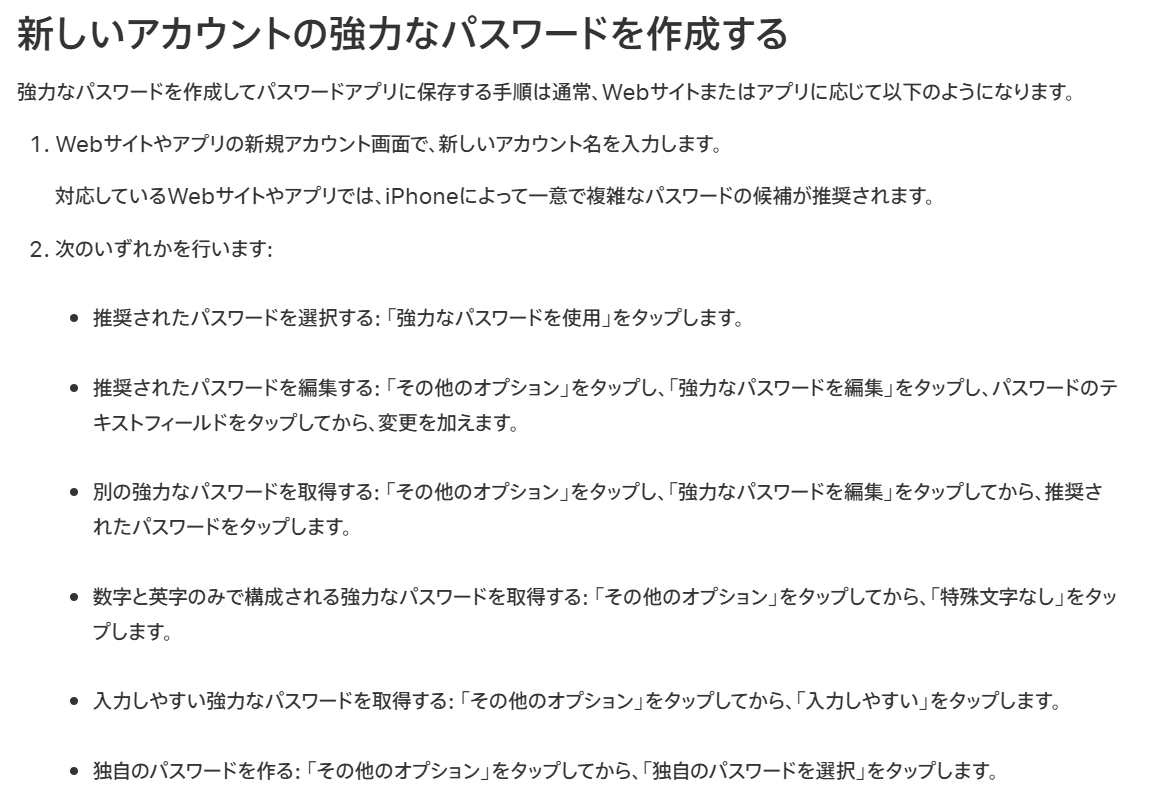 新しいアカウントの強力なパスワードを作成する
強力なパスワードを作成してパスワードアプリに保存する手順は通常、Webサイトまたはアプリに応じて以下のようになります。
1. Webサイトやアプリの新規アカウント画面で、新しいアカウント名を入力します。
対応しているWebサイトやアプリでは、iPhoneによって一意で複雑なパスワードの候補が推奨されます。
2. 次のいずれかを行います:
• 推奨されたパスワードを選択する: 「強力なパスワードを使用」をタップします。
• 推奨されたパスワードを編集する: 「その他のオプション」をタップし、「強力なパスワードを編集」をタップし、パスワードのテ
キストフィールドをタップしてから、変更を加えます。
• 別の強力なパスワードを取得する: 「その他のオプション」をタップし、「強力なパスワードを編集」をタップしてから、推奨さ
れたパスワードをタップします。
• 数字と英字のみで構成される強力なパスワードを取得する: 「その他のオプション」をタップしてから、「特殊文字なし」をタッ
プします。
• 入力しやすい強力なパスワードを取得する: 「その他のオプション」をタップしてから、「入力しやすい」をタップします。
• 独自のパスワードを作る: 「その他のオプション」をタップしてから、「独自のパスワードを選択」をタップします。